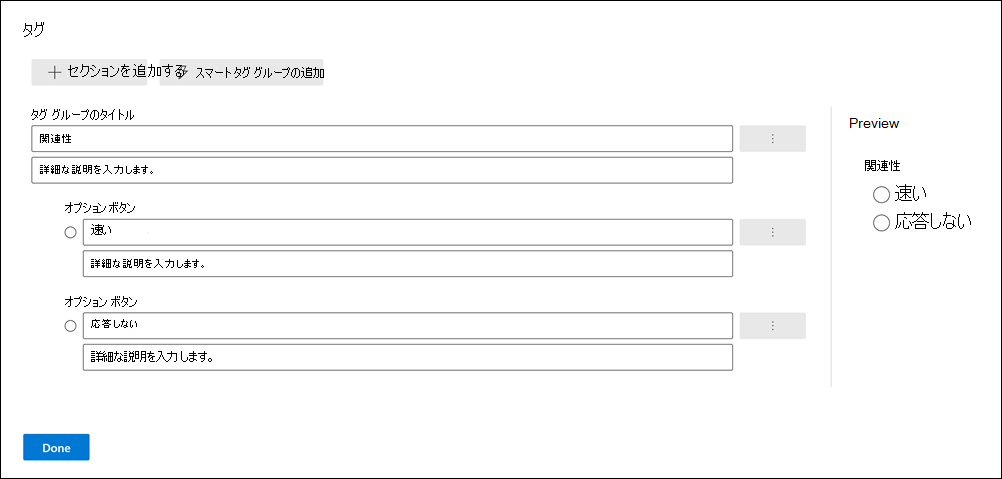 タグ
セクションを追加する スマート タグ グループの追加
タグ グループのタイトル
関連性
詳細な説明を入力します。
オプション ボタン
速い
詳細な説明を入力します。
オプション ボタン
応答しない
詳細な説明を入力します。
Done
Preview
関連性
速い
応答しない